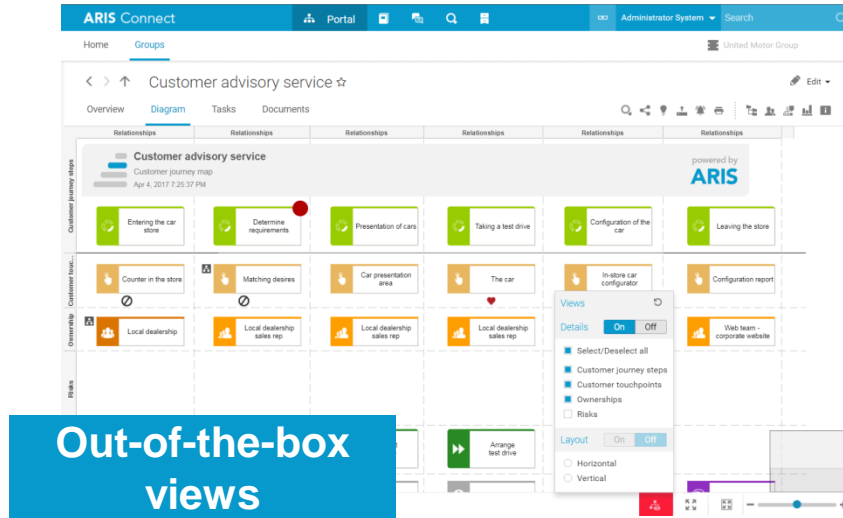 ARIS Connect
Portal
Administrator System
Search
Home
Groups
United Motor Group
Customer advisory service
Edit
Overview
Diagram
Tasks
Documents
Relationships
Relationships
Relationships
Relationships
Relationships
Relationships
Customer journey steps
Customer advisory service
Customer journey
map
Apr 4, 2017 7:25:37
PM
powered by
ARIS
Entering the car
store
Determine
requirements
Presentation of cars
Taking a test drive
Configuration of the
car
Leaving the store
Customer touc...
Counter in the store
Matching desires
Car presentation
area
The car
In-store car
configurator
Configuration report
Ownership
Local dealership
Local dealership
sales rep
Local dealership
sales rep
Local dealership
sales rep
Web team -
corporate website
Risks
Views
Details
On
Off
Select/Deselect all
Customer journey steps
Customer touchpoints
Ownerships
Risks
Layout
On
Off
Horizontal
Vertical
Arrange
test drive
Out-of-the-box
views